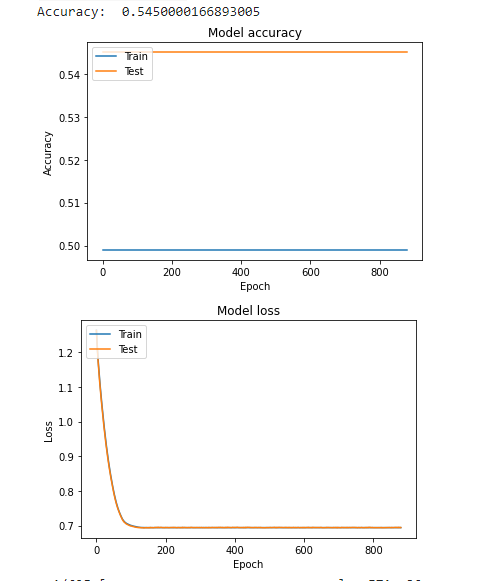 Accuracy:  0.5450000166893005
Model accuracy
Train
Test
0.54
0.53
0.52
0.51
0.50
Accuracy
0
200
400
600
800
Epoch
Model loss
Train
Test
1.2
1.1
1.0
0.9
0.8
0.7
Loss
0
200
400
600
800
Epoch